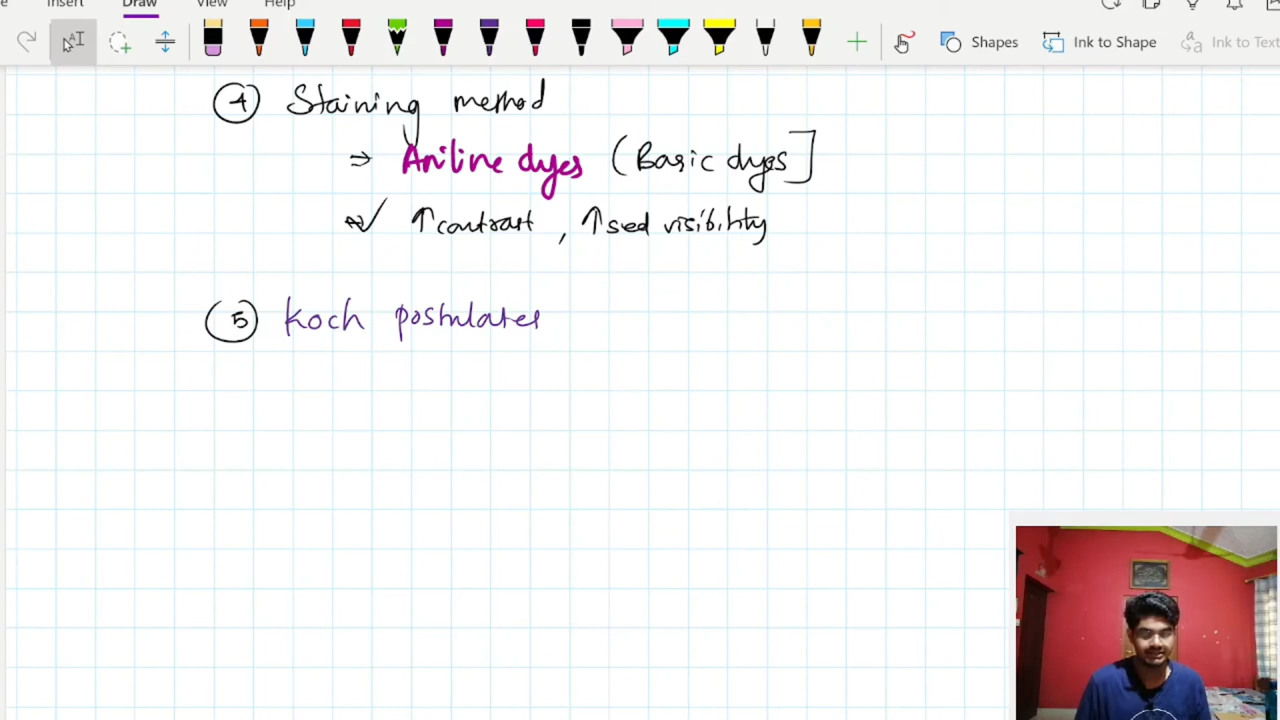 Insert Draw View Help
Shapes Ink to Shape Ink to Text
4 Staining method
⇒ Aniline dyes (Basic dyes]
↑ contrast , ↑sed visibility
5 Koch postulates